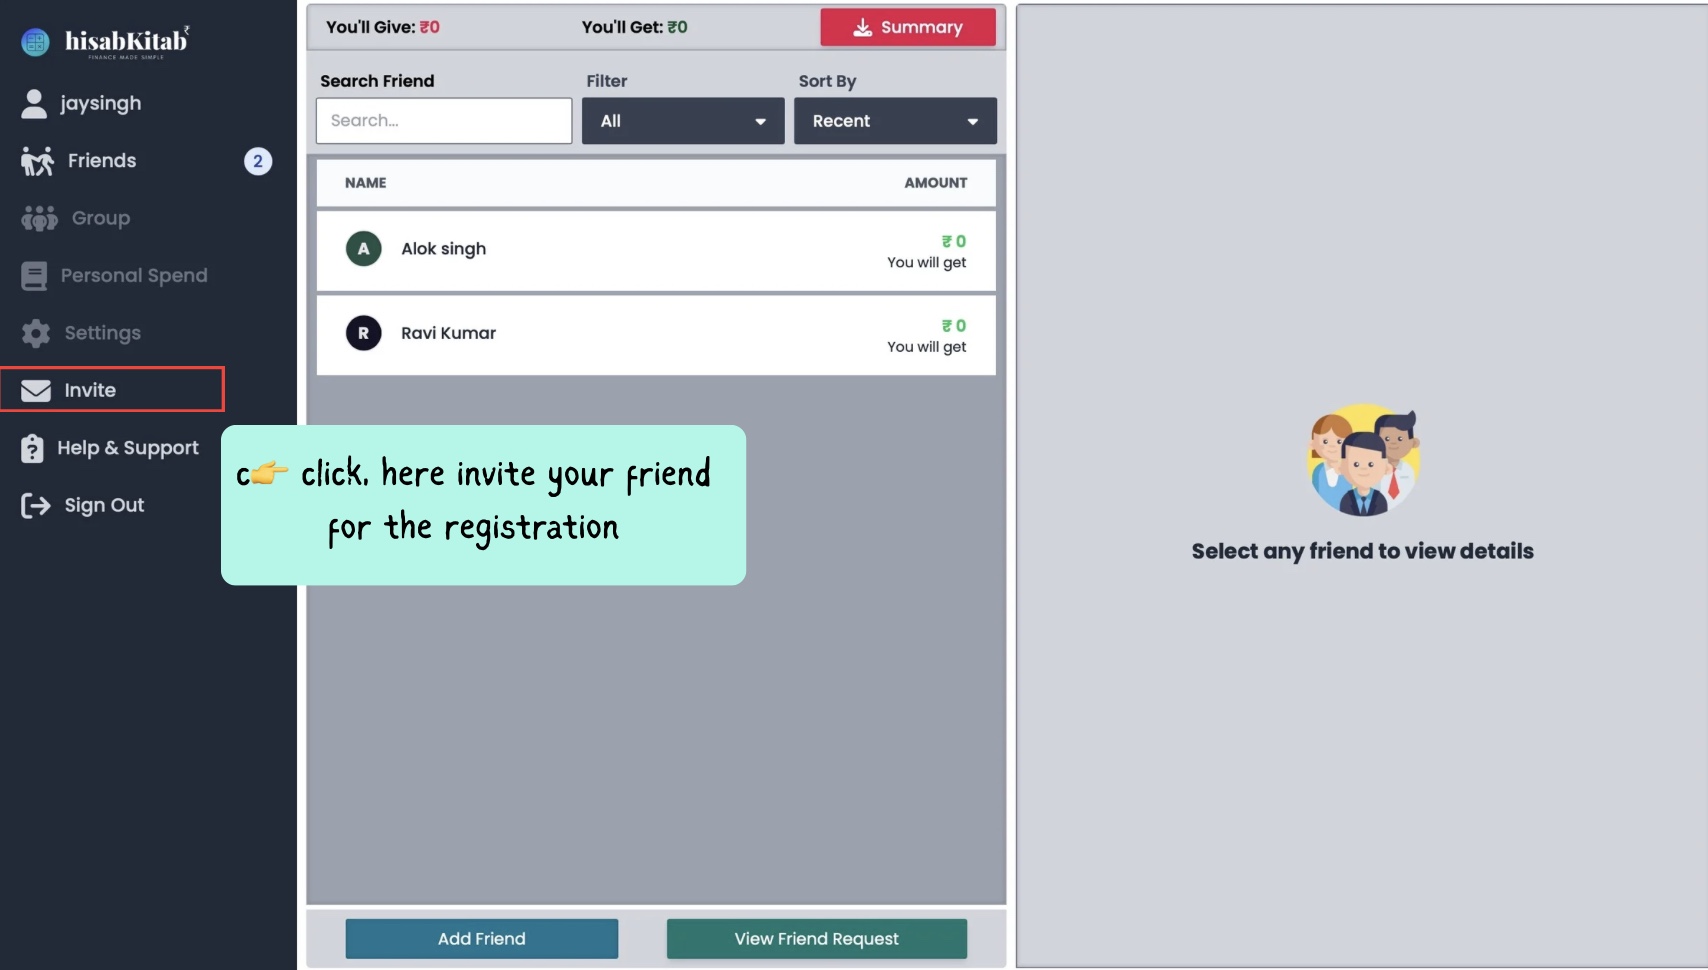 hisabKitab₹
FINANCE MADE SIMPLE
jaysingh
Friends 2
Group
Personal Spend
Settings
Invite
Help & Support
Sign Out
You'll Give: ₹0 You'll Get: ₹0 Summary
Search Friend Filter Sort By
Search... All Recent
NAME AMOUNT
A Alok singh ₹ 0
You will get
R Ravi Kumar ₹ 0
You will get
c👉 click. here invite your friend
for the registration
Add Friend View Friend Request
Select any friend to view details